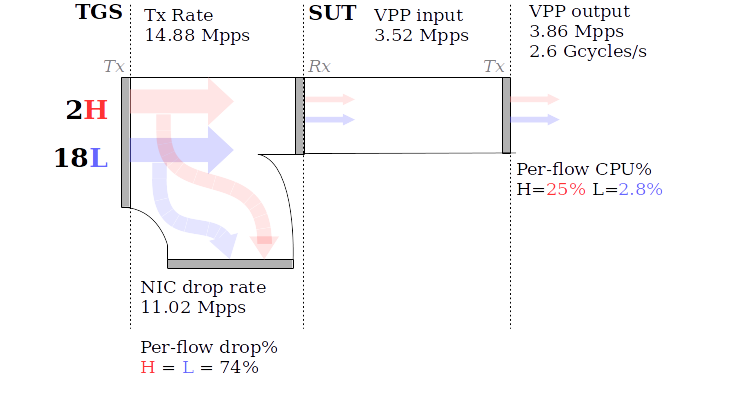 TGS
Tx Rate
14.88 Mpps
SUT
VPP input
3.52 Mpps
VPP output
3.86 Mpps
2.6 Gcycles/s
Tx
Rx
Tx
2H
18L
Per-flow CPU%
H=25% L=2.8%
NIC drop rate
11.02 Mpps
Per-flow drop%
H = L = 74%